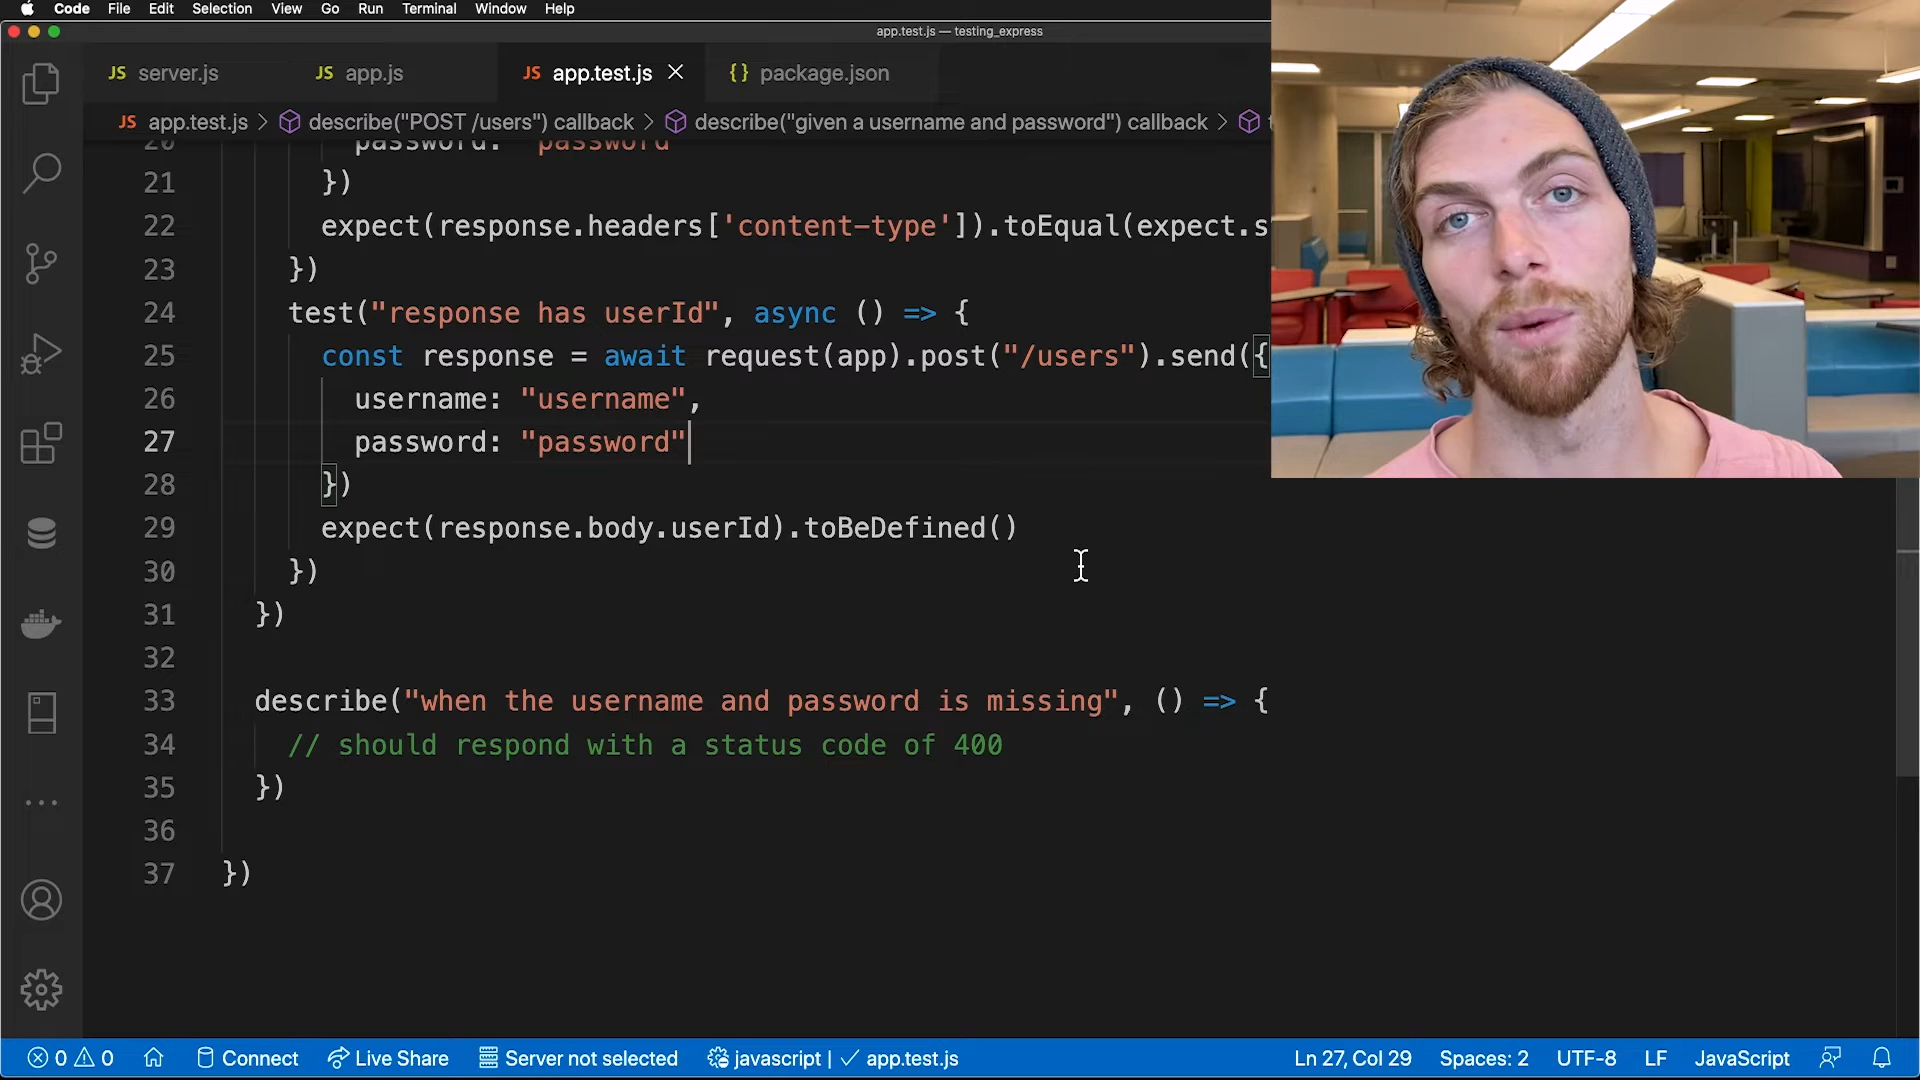 Code File Edit Selection View Go Run Terminal Window Help
app.test.js — testing_express
JS server.js JS app.js JS app.test.js {} package.json
JS app.test.js > describe("POST /users") callback > describe("given a username and password") callback >
20 password: "password"
21 })
22 expect(response.headers['content-type']).toEqual(expect.s
23 })
24 test("response has userId", async () => {
25 const response = await request(app).post("/users").send({
26 username: "username",
27 password: "password"
28 })
29 expect(response.body.userId).toBeDefined()
30 })
31 })
32
33 describe("when the username and password is missing", () => {
34 // should respond with a status code of 400
35 })
36
37 })
0 0 Connect Live Share Server not selected javascript | ✓ app.test.js Ln 27, Col 29 Spaces: 2 UTF-8 LF JavaScript